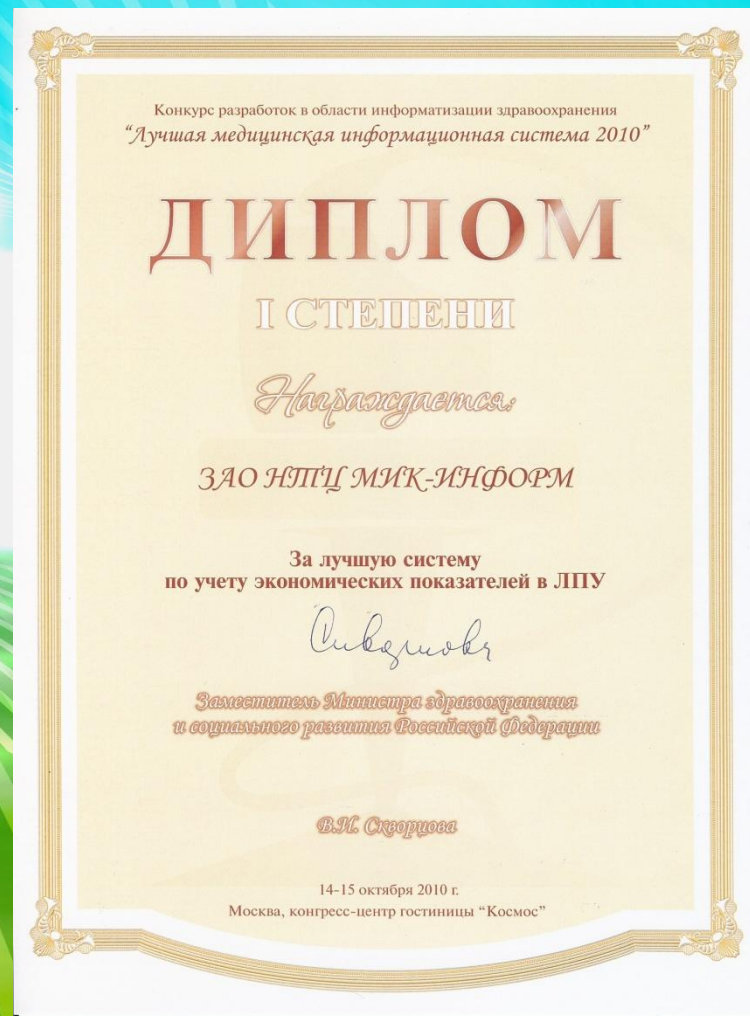 Конкурс разработок в области информатизации здравоохранения
"Лучшая медицинская информационная система 2010"
ДИПЛОМ
I СТЕПЕНИ
Награждается:
ЗАО НТЦ МИК-ИНФОРМ
За лучшую систему
по учету экономических показателей в ЛПУ
Заместитель Министра здравоохранения
и социального развития Российской Федерации
В.И. Скворцова
14-15 октября 2010 г.
Москва, конгресс-центр гостиницы "Космос"